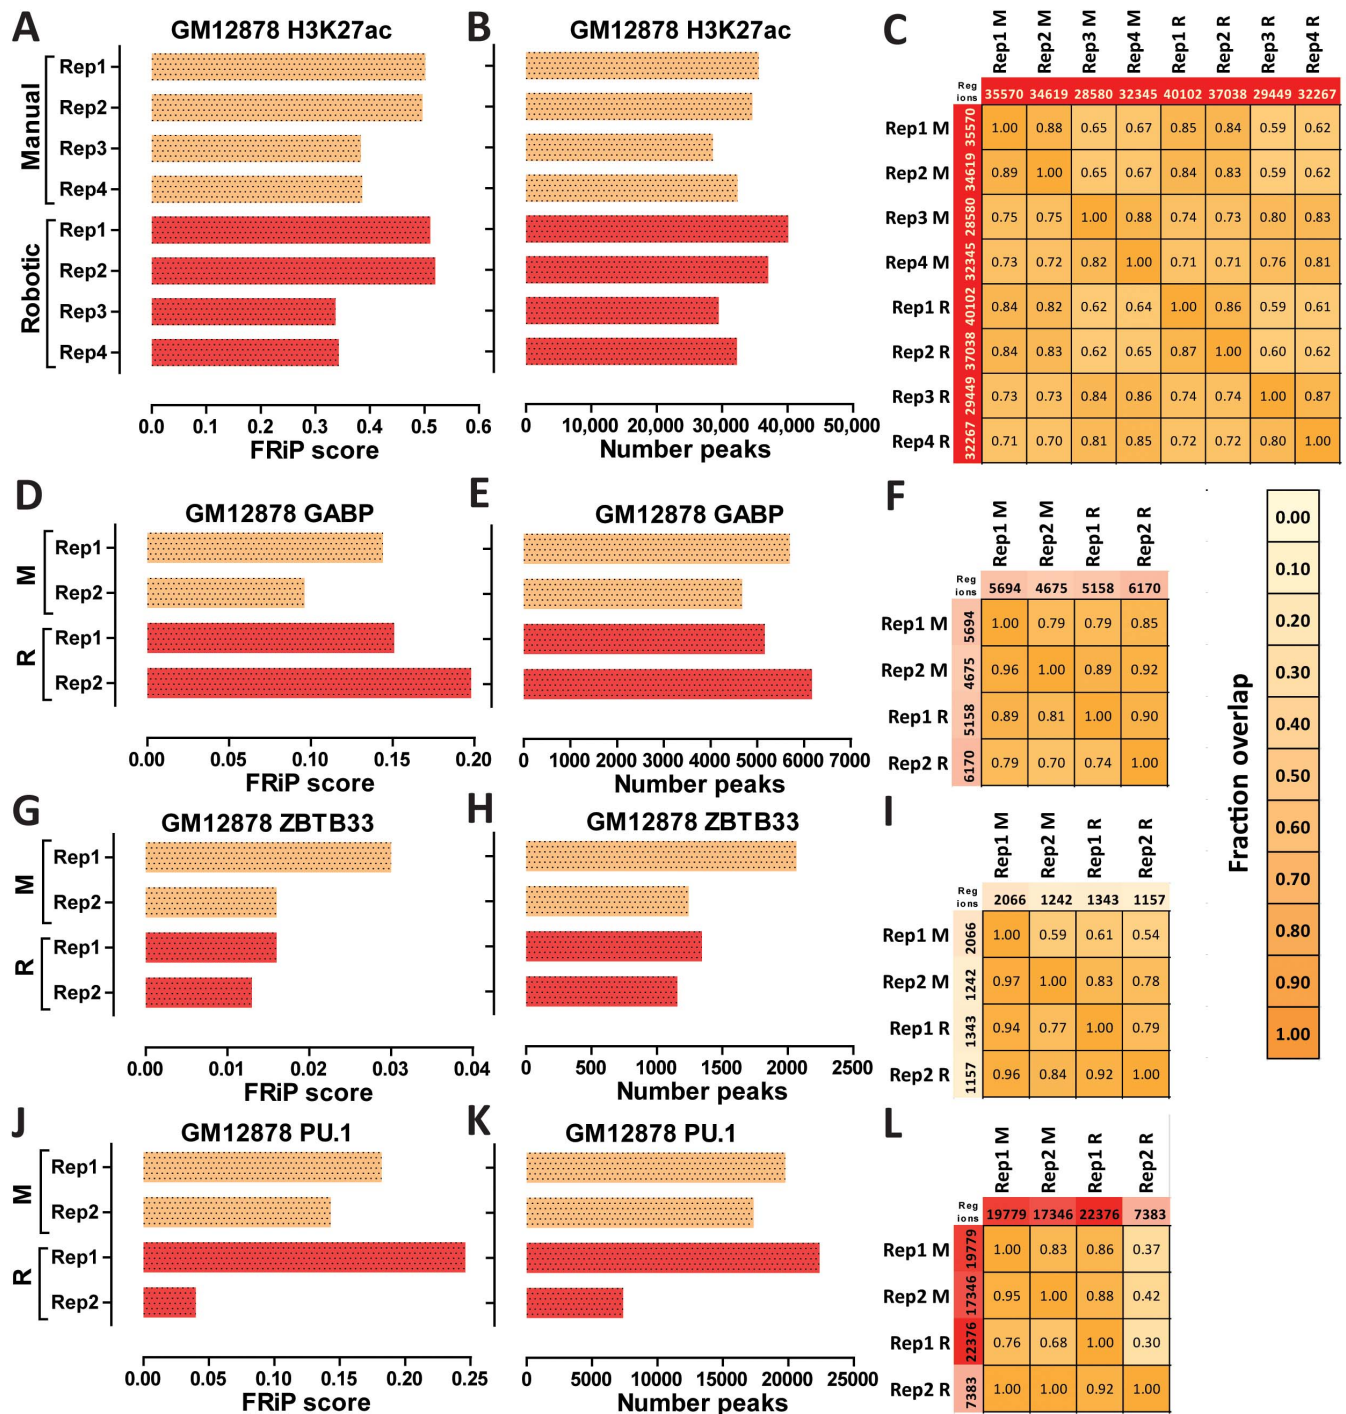 A
GM12878 H3K27ac
Manual
Rep1
Rep2
Rep3
Rep4
Robotic
Rep1
Rep2
Rep3
Rep4
0.0 0.1 0.2 0.3 0.4 0.5 0.6
FRiP score
B
GM12878 H3K27ac
0 10,000 20,000 30,000 40,000 50,000
Number peaks
C
Rep1 M Rep2 M Rep3 M Rep4 M Rep1 R Rep2 R Rep3 R Rep4 R
Reg
ions 35570 34619 28580 32345 40102 37038 29449 32267
Rep1 M 35570 1.00 0.88 0.65 0.67 0.85 0.84 0.59 0.62
Rep2 M 34619 0.89 1.00 0.65 0.67 0.84 0.83 0.59 0.62
Rep3 M 28580 0.75 0.75 1.00 0.88 0.74 0.73 0.80 0.83
Rep4 M 32345 0.73 0.72 0.82 1.00 0.71 0.71 0.76 0.81
Rep1 R 40102 0.84 0.82 0.62 0.64 1.00 0.86 0.59 0.61
Rep2 R 37038 0.84 0.83 0.62 0.65 0.87 1.00 0.60 0.62
Rep3 R 29449 0.73 0.73 0.84 0.86 0.74 0.74 1.00 0.87
Rep4 R 32267 0.71 0.70 0.81 0.85 0.72 0.72 0.80 1.00
D
GM12878 GABP
M
Rep1
Rep2
R
Rep1
Rep2
0.00 0.05 0.10 0.15 0.20
FRiP score
E
GM12878 GABP
0 1000 2000 3000 4000 5000 6000 7000
Number peaks
F
Rep1 M Rep2 M Rep1 R Rep2 R
Reg
ions 5694 4675 5158 6170
Rep1 M 5694 1.00 0.79 0.79 0.85
Rep2 M 4675 0.96 1.00 0.89 0.92
Rep1 R 5158 0.89 0.81 1.00 0.90
Rep2 R 6170 0.79 0.70 0.74 1.00
Fraction overlap
0.00
0.10
0.20
0.30
0.40
0.50
0.60
0.70
0.80
0.90
1.00
G
GM12878 ZBTB33
M
Rep1
Rep2
R
Rep1
Rep2
0.00 0.01 0.02 0.03 0.04
FRiP score
H
GM12878 ZBTB33
0 500 1000 1500 2000 2500
Number peaks
I
Rep1 M Rep2 M Rep1 R Rep2 R
Reg
ions 2066 1242 1343 1157
Rep1 M 2066 1.00 0.59 0.61 0.54
Rep2 M 1242 0.97 1.00 0.83 0.78
Rep1 R 1343 0.94 0.77 1.00 0.79
Rep2 R 1157 0.96 0.84 0.92 1.00
J
GM12878 PU.1
M
Rep1
Rep2
R
Rep1
Rep2
0.00 0.05 0.10 0.15 0.20 0.25
FRiP score
K
GM12878 PU.1
0 5000 10000 15000 20000 25000
Number peaks
L
Rep1 M Rep2 M Rep1 R Rep2 R
Reg
ions 19779 17346 22376 7383
Rep1 M 19779 1.00 0.83 0.86 0.37
Rep2 M 17346 0.95 1.00 0.88 0.42
Rep1 R 22376 0.76 0.68 1.00 0.30
Rep2 R 7383 1.00 1.00 0.92 1.00